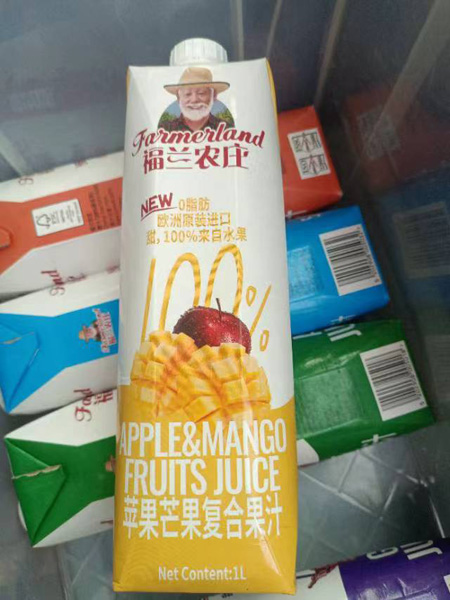 Farmerland
福兰农庄
NEW 0脂肪
欧洲原装进口
甜，100%来自水果
100%
APPLE&MANGO
FRUITS JUICE
苹果芒果复合果汁
Net Content:1L